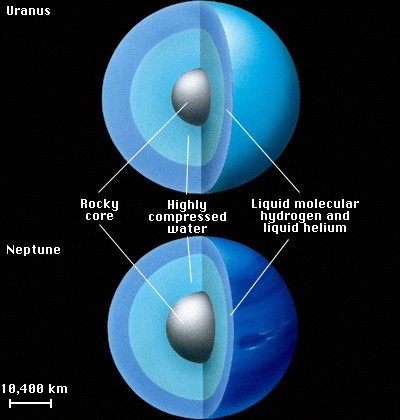 Uranus
Rocky
core
Highly
compressed
water
Liquid molecular
hydrogen and
liquid helium
Neptune
10,400 km